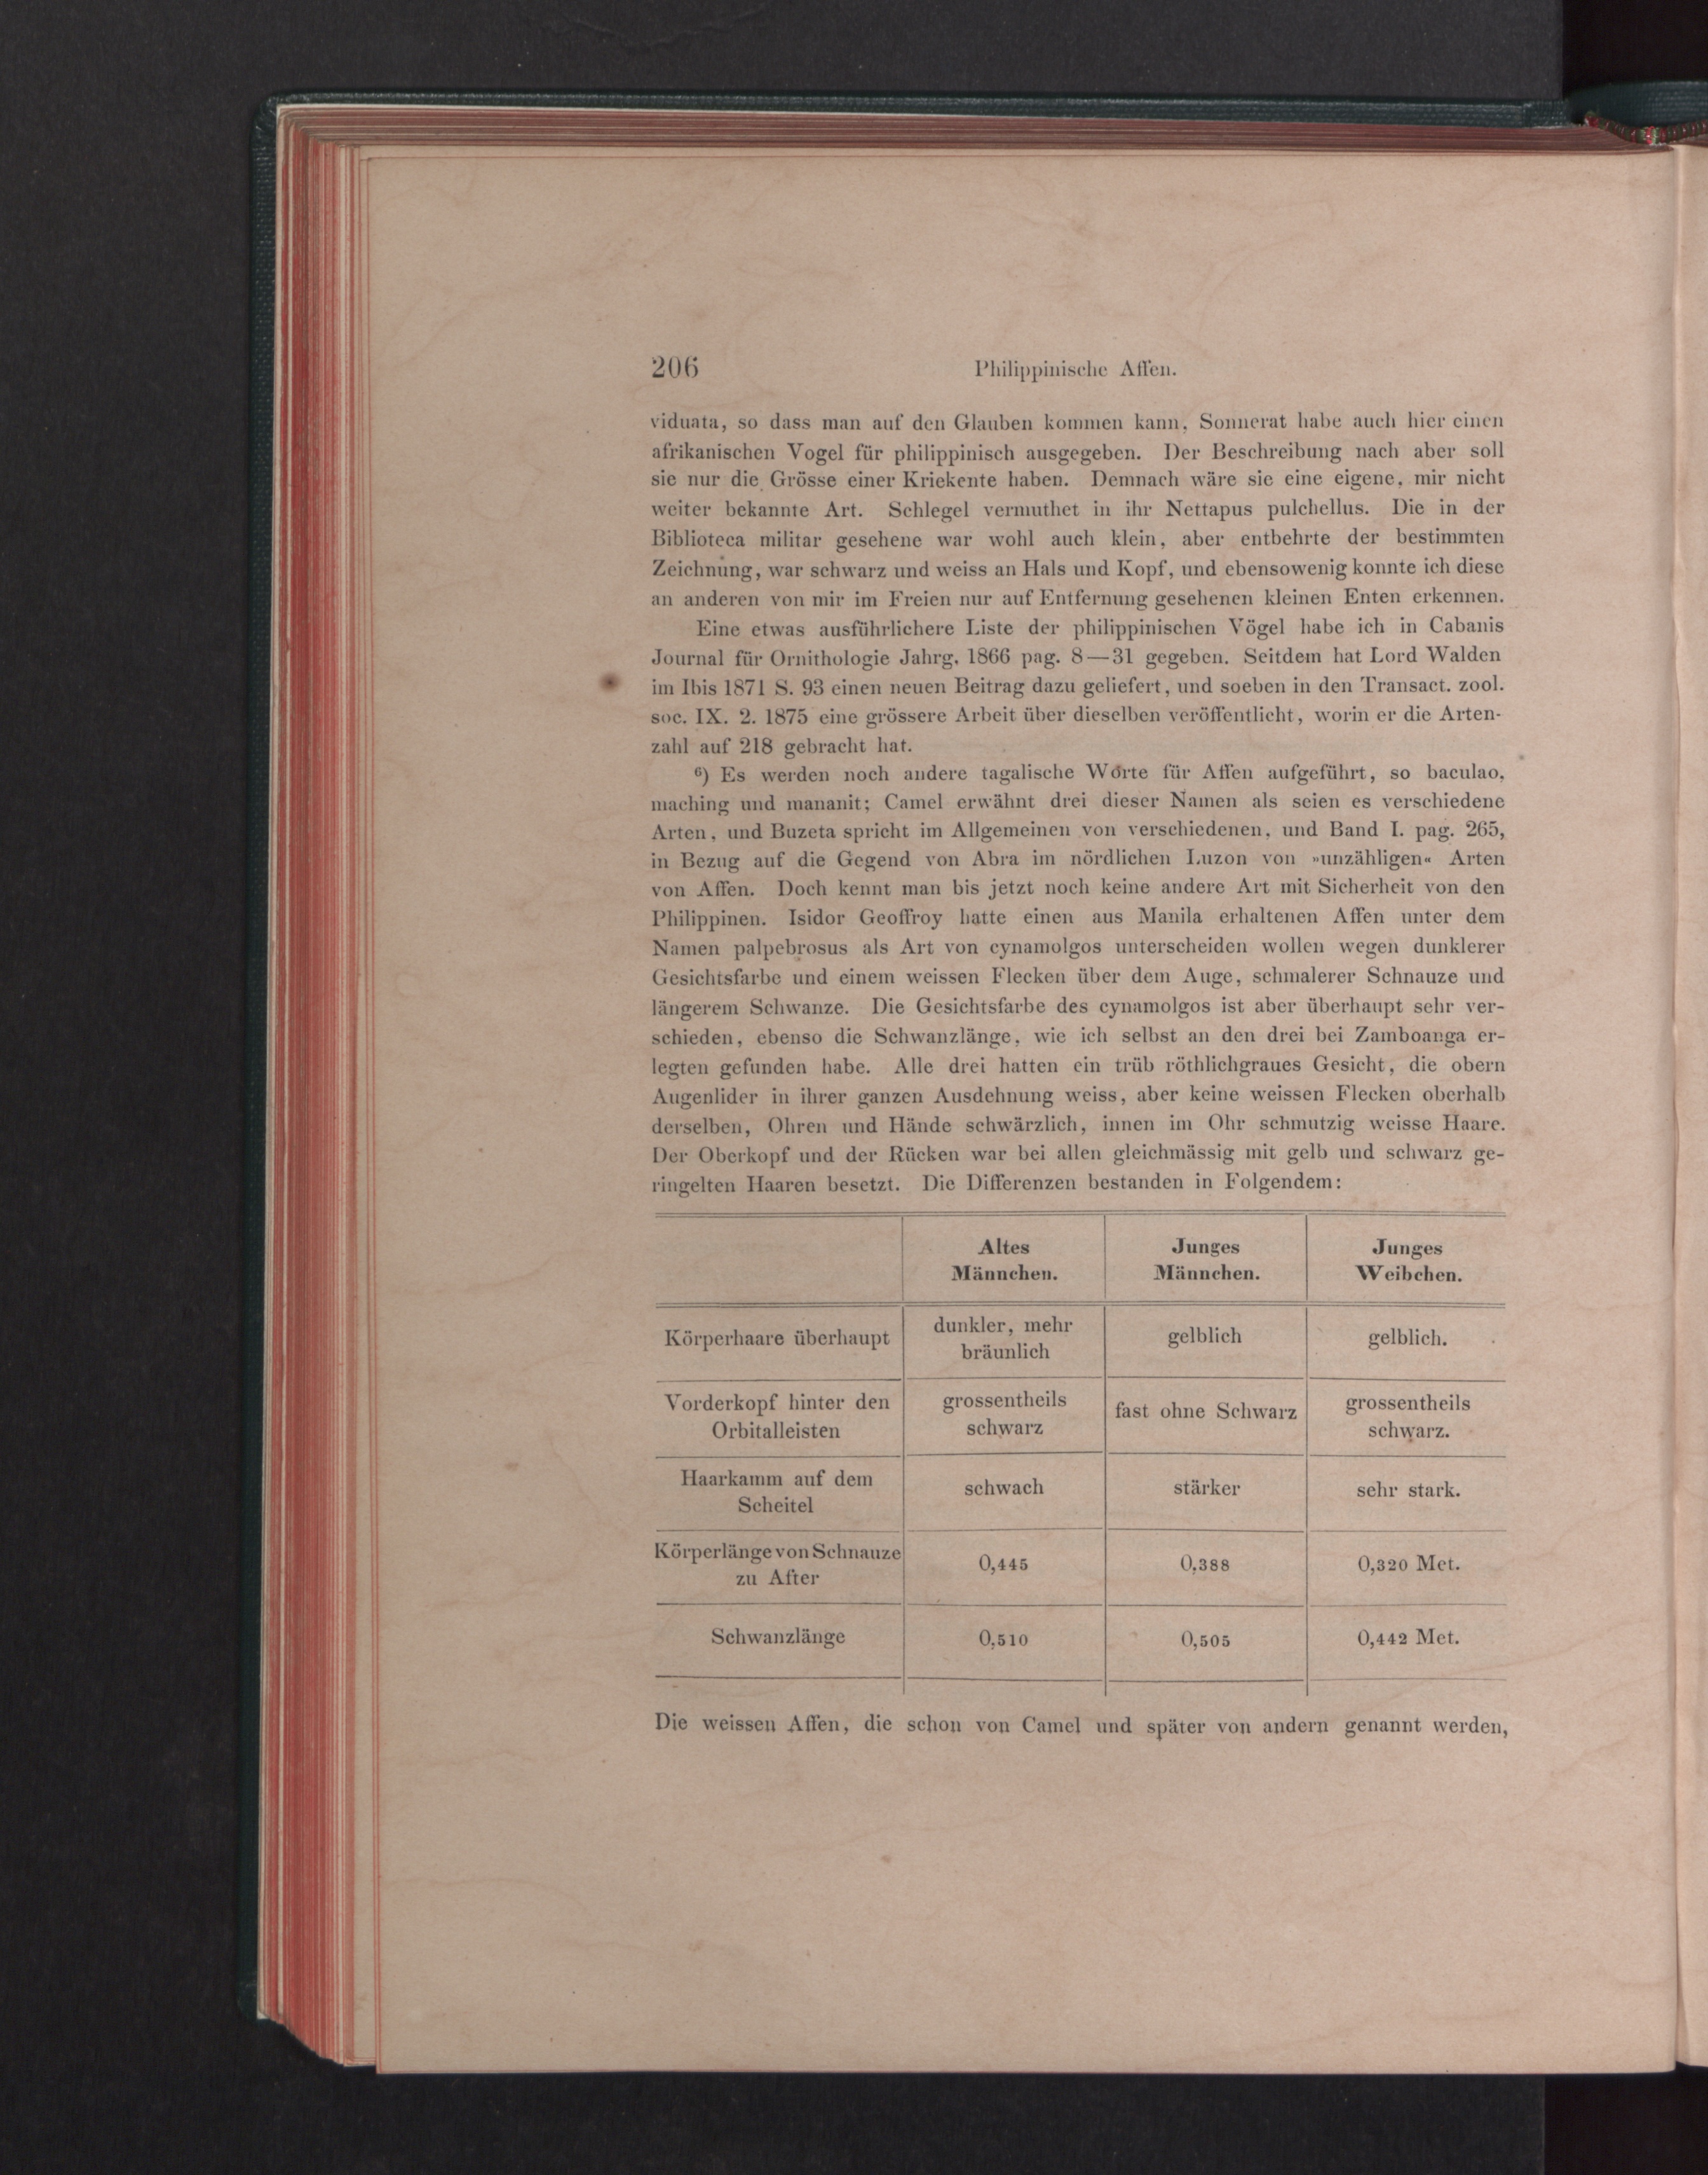 206 Philippinische Affen.
viduata, so dass man auf den Glauben kommen kann, Sonnerat habe auch hier einen
afrikanischen Vogel für philippinisch ausgegeben. Der Beschreibung nach aber soll
sie nur die Grösse einer Kriekente haben. Demnach wäre sie eine eigene, mir nicht
weiter bekannte Art. Schlegel vermuthet in ihr Nettapus pulchellus. Die in der
Biblioteca militar gesehene war wohl auch klein, aber entbehrte der bestimmten
Zeichnung, war schwarz und weiss an Hals und Kopf, und ebensowenig konnte ich diese
an anderen von mir im Freien nur auf Entfernung gesehenen kleinen Enten erkennen.
Eine etwas ausführlichere Liste der philippinischen Vögel habe ich in Cabanis
Journal für Ornithologie Jahrg. 1866 pag. 8—31 gegeben. Seitdem hat Lord Walden
im Ibis 1871 S. 93 einen neuen Beitrag dazu geliefert, und soeben in den Transact. zool.
soc. IX. 2. 1875 eine grössere Arbeit über dieselben veröffentlicht, worin er die Arten-
zahl auf 218 gebracht hat.
⁶) Es werden noch andere tagalische Worte für Affen aufgeführt, so baculao,
maching und mananit; Camel erwähnt drei dieser Namen als seien es verschiedene
Arten, und Buzeta spricht im Allgemeinen von verschiedenen, und Band I. pag. 265,
in Bezug auf die Gegend von Abra im nördlichen Luzon von »unzähligen« Arten
von Affen. Doch kennt man bis jetzt noch keine andere Art mit Sicherheit von den
Philippinen. Isidor Geoffroy hatte einen aus Manila erhaltenen Affen unter dem
Namen palpebrosus als Art von cynamolgos unterscheiden wollen wegen dunklerer
Gesichtsfarbe und einem weissen Flecken über dem Auge, schmalerer Schnauze und
längerem Schwanze. Die Gesichtsfarbe des cynamolgos ist aber überhaupt sehr ver-
schieden, ebenso die Schwanzlänge, wie ich selbst an den drei bei Zamboanga er-
legten gefunden habe. Alle drei hatten ein trüb röthlichgraues Gesicht, die obern
Augenlider in ihrer ganzen Ausdehnung weiss, aber keine weissen Flecken oberhalb
derselben, Ohren und Hände schwärzlich, innen im Ohr schmutzig weisse Haare.
Der Oberkopf und der Rücken war bei allen gleichmässig mit gelb und schwarz ge-
ringelten Haaren besetzt. Die Differenzen bestanden in Folgendem:
Altes Junges Junges
Männchen. Männchen. Weibchen.
Körperhaare überhaupt dunkler, mehr gelblich gelblich.
bräunlich
Vorderkopf hinter den grossentheils fast ohne Schwarz grossentheils
Orbitalleisten schwarz schwarz.
Haarkamm auf dem schwach stärker sehr stark.
Scheitel
Körperlänge von Schnauze 0,445 0,388 0,320 Met.
zu After
Schwanzlänge 0,510 0,505 0,442 Met.
Die weissen Affen, die schon von Camel und später von andern genannt werden,